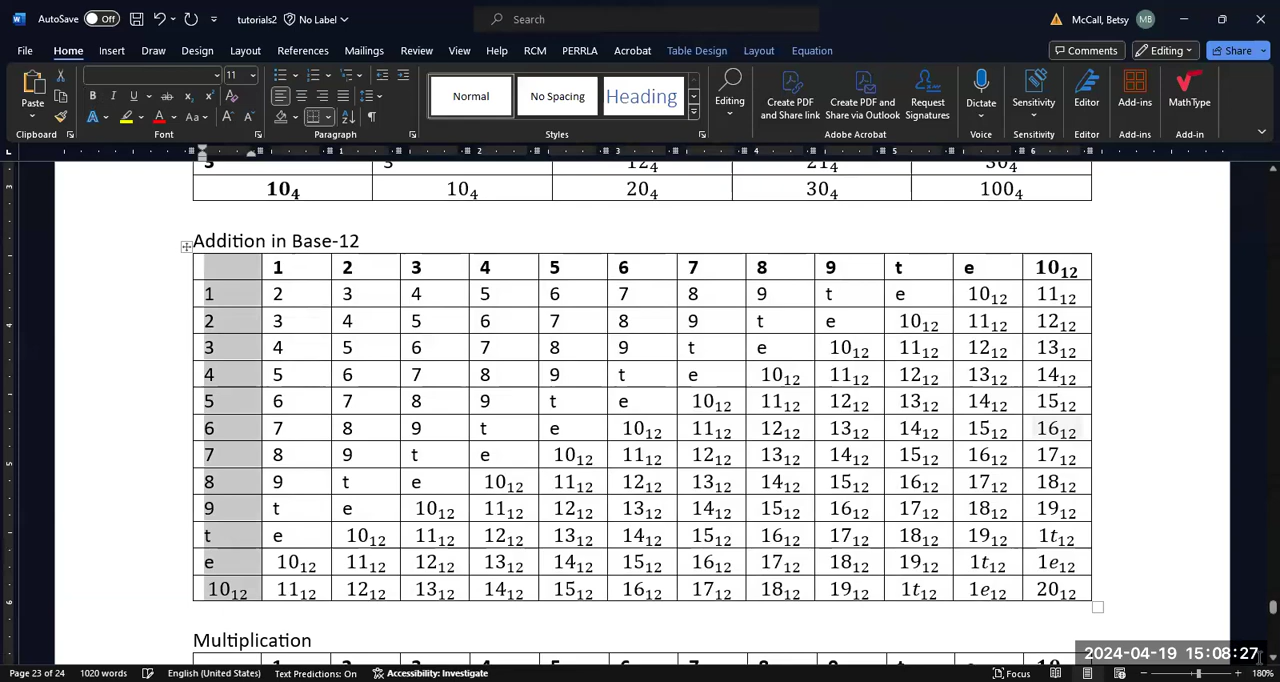 AutoSave Off tutorials2 No Label Search McCall, Betsy MB
File Home Insert Draw Design Layout References Mailings Review View Help RCM PERRLA Acrobat Table Design Layout Equation Comments Editing Share
Paste 11 Normal No Spacing Heading Editing Create PDF and Share link Create PDF and Share via Outlook Request Signatures Dictate Sensitivity Editor Add-ins MathType
Clipboard Font Paragraph Styles Editing Adobe Acrobat Voice Sensitivity Editor Add-ins Add-in
3 3 12₄ 21₄ 30₄
10₄ 10₄ 20₄ 30₄ 100₄
Addition in Base-12
1 2 3 4 5 6 7 8 9 t e 10₁₂
1 2 3 4 5 6 7 8 9 t e 10₁₂ 11₁₂
2 3 4 5 6 7 8 9 t e 10₁₂ 11₁₂ 12₁₂
3 4 5 6 7 8 9 t e 10₁₂ 11₁₂ 12₁₂ 13₁₂
4 5 6 7 8 9 t e 10₁₂ 11₁₂ 12₁₂ 13₁₂ 14₁₂
5 6 7 8 9 t e 10₁₂ 11₁₂ 12₁₂ 13₁₂ 14₁₂ 15₁₂
6 7 8 9 t e 10₁₂ 11₁₂ 12₁₂ 13₁₂ 14₁₂ 15₁₂ 16₁₂
7 8 9 t e 10₁₂ 11₁₂ 12₁₂ 13₁₂ 14₁₂ 15₁₂ 16₁₂ 17₁₂
8 9 t e 10₁₂ 11₁₂ 12₁₂ 13₁₂ 14₁₂ 15₁₂ 16₁₂ 17₁₂ 18₁₂
9 t e 10₁₂ 11₁₂ 12₁₂ 13₁₂ 14₁₂ 15₁₂ 16₁₂ 17₁₂ 18₁₂ 19₁₂
t e 10₁₂ 11₁₂ 12₁₂ 13₁₂ 14₁₂ 15₁₂ 16₁₂ 17₁₂ 18₁₂ 19₁₂ 1t₁₂
e 10₁₂ 11₁₂ 12₁₂ 13₁₂ 14₁₂ 15₁₂ 16₁₂ 17₁₂ 18₁₂ 19₁₂ 1t₁₂ 1e₁₂
10₁₂ 11₁₂ 12₁₂ 13₁₂ 14₁₂ 15₁₂ 16₁₂ 17₁₂ 18₁₂ 19₁₂ 1t₁₂ 1e₁₂ 20₁₂
Multiplication
2024-04-19 15:08:27
Page 23 of 24 1020 words English (United States) Text Predictions: On Accessibility: Investigate Focus 180%